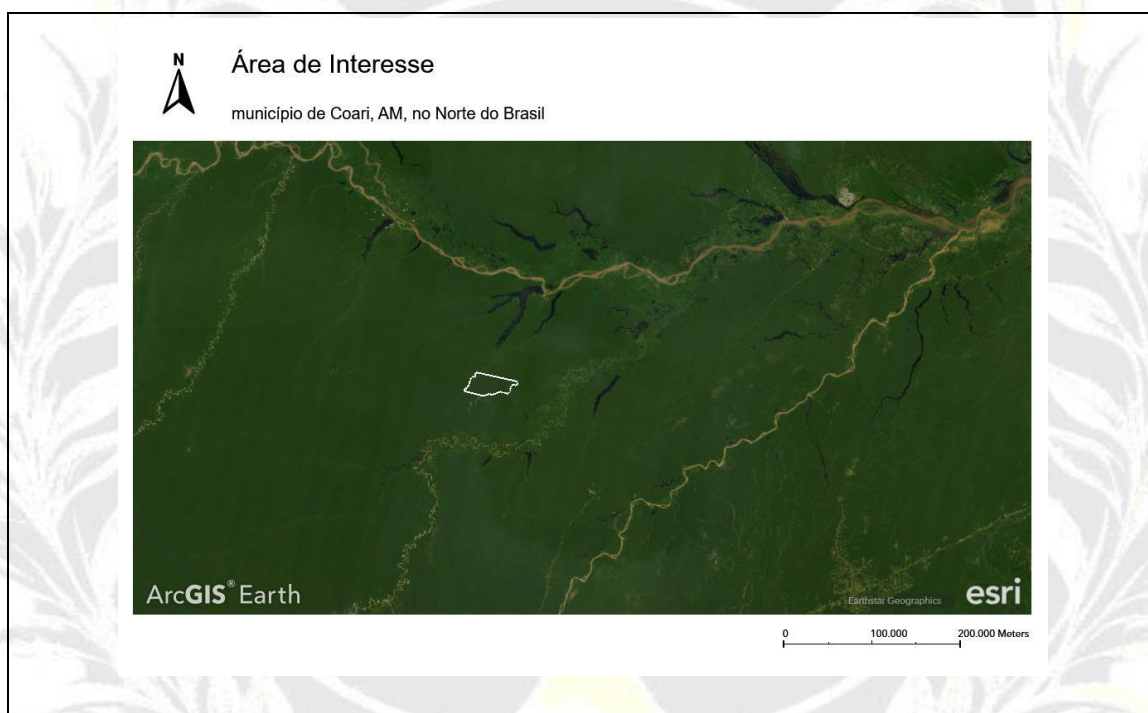 N
Área de Interesse
município de Coari, AM, no Norte do Brasil
ArcGIS® Earth
Earthstar Geographics
esri
0 100.000 200.000 Meters